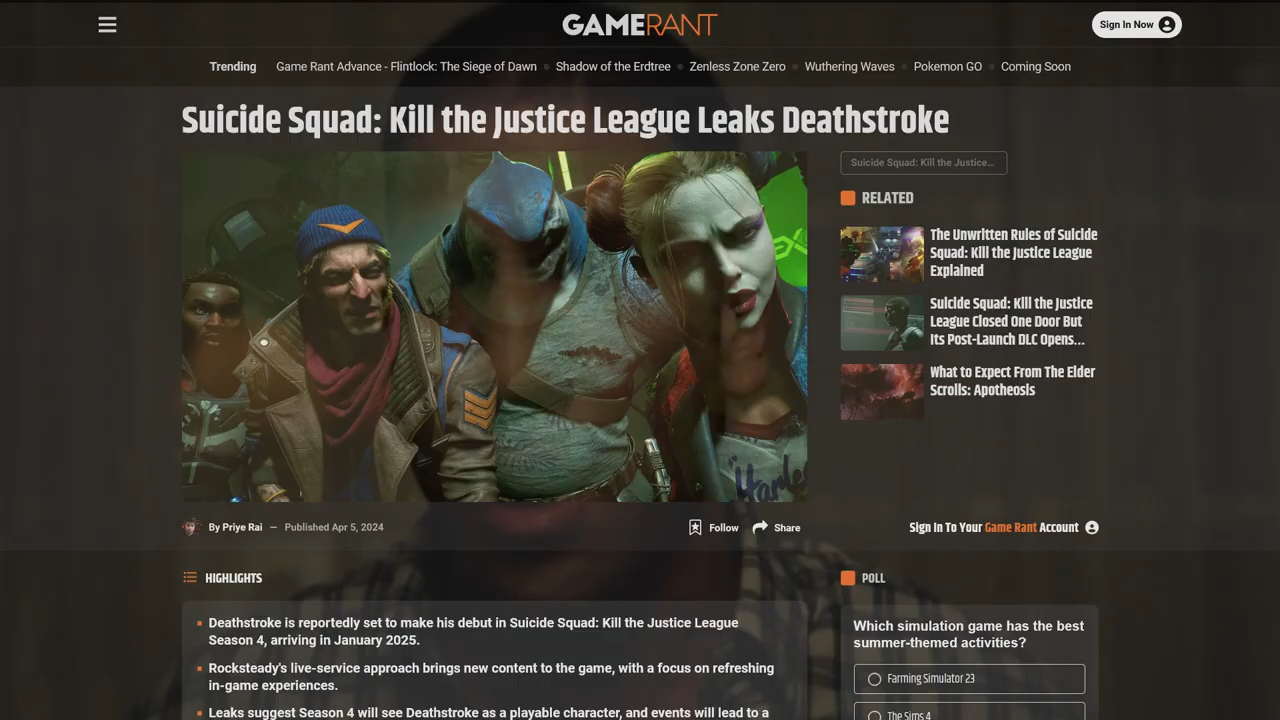 GAMERANT
Sign In Now
Trending
Game Rant Advance - Flintlock: The Siege of Dawn
Shadow of the Erdtree
Zenless Zone Zero
Wuthering Waves
Pokemon GO
Coming Soon
Suicide Squad: Kill the Justice League Leaks Deathstroke
Harley
Suicide Squad: Kill the Justice...
RELATED
The Unwritten Rules of Suicide
Squad: Kill the Justice League
Explained
Suicide Squad: Kill the Justice
League Closed One Door But
Its Post-Launch DLC Opens...
What to Expect From The Elder
Scrolls: Apotheosis
By Priye Rai — Published Apr 5, 2024
Follow
Share
Sign In To Your Game Rant Account
HIGHLIGHTS
Deathstroke is reportedly set to make his debut in Suicide Squad: Kill the Justice League
Season 4, arriving in January 2025.
Rocksteady's live-service approach brings new content to the game, with a focus on refreshing
in-game experiences.
Leaks suggest Season 4 will see Deathstroke as a playable character, and events will lead to a
POLL
Which simulation game has the best
summer-themed activities?
Farming Simulator 23
The Sims 4